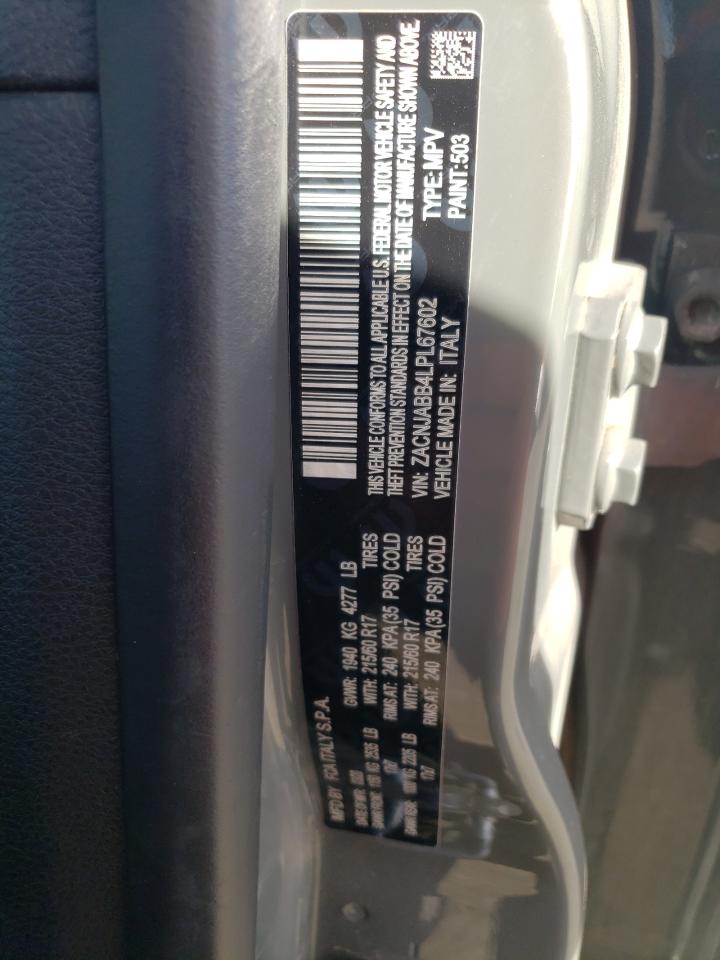 MFD BY FCA ITALY S.P.A.
GVWR: 1940 KG 4277 LB
WITH: 215/60 R17 TIRES
RIMS AT: 240 KPA (35 PSI) COLD
WITH: 215/60 R17 TIRES
RIMS AT: 240 KPA (35 PSI) COLD
THIS VEHICLE CONFORMS TO ALL APPLICABLE U.S. FEDERAL MOTOR VEHICLE SAFETY AND
THEFT PREVENTION STANDARDS IN EFFECT ON THE DATE OF MANUFACTURE SHOWN ABOVE.
VIN: ZACNJABB4LPL67602 TYPE: MPV
VEHICLE MADE IN: ITALY PAINT: 503